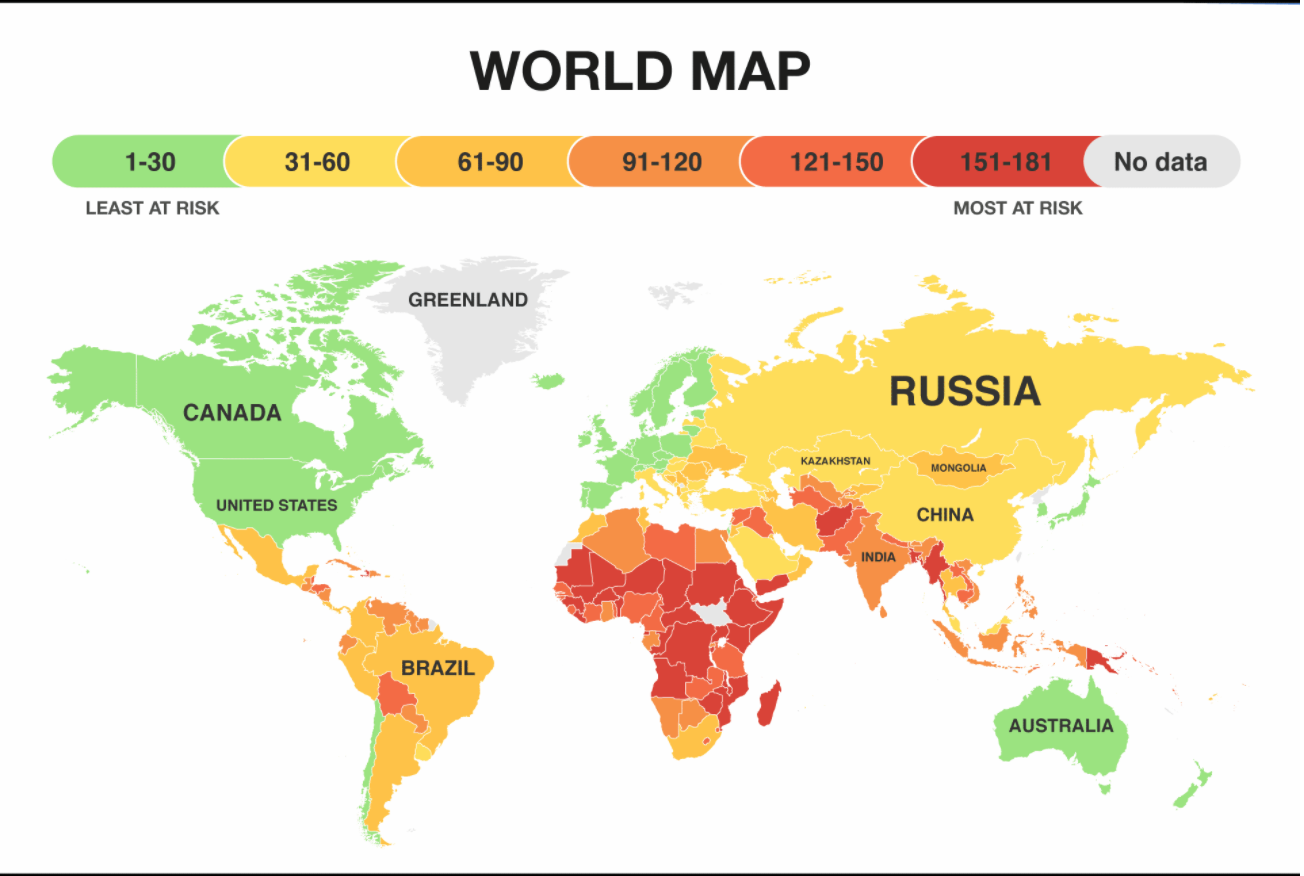 WORLD MAP
1-30
31-60
61-90
91-120
121-150
151-181
No data
LEAST AT RISK
MOST AT RISK
GREENLAND
RUSSIA
CANADA
KAZAKHSTAN
MONGOLIA
UNITED STATES
CHINA
INDIA
BRAZIL
AUSTRALIA